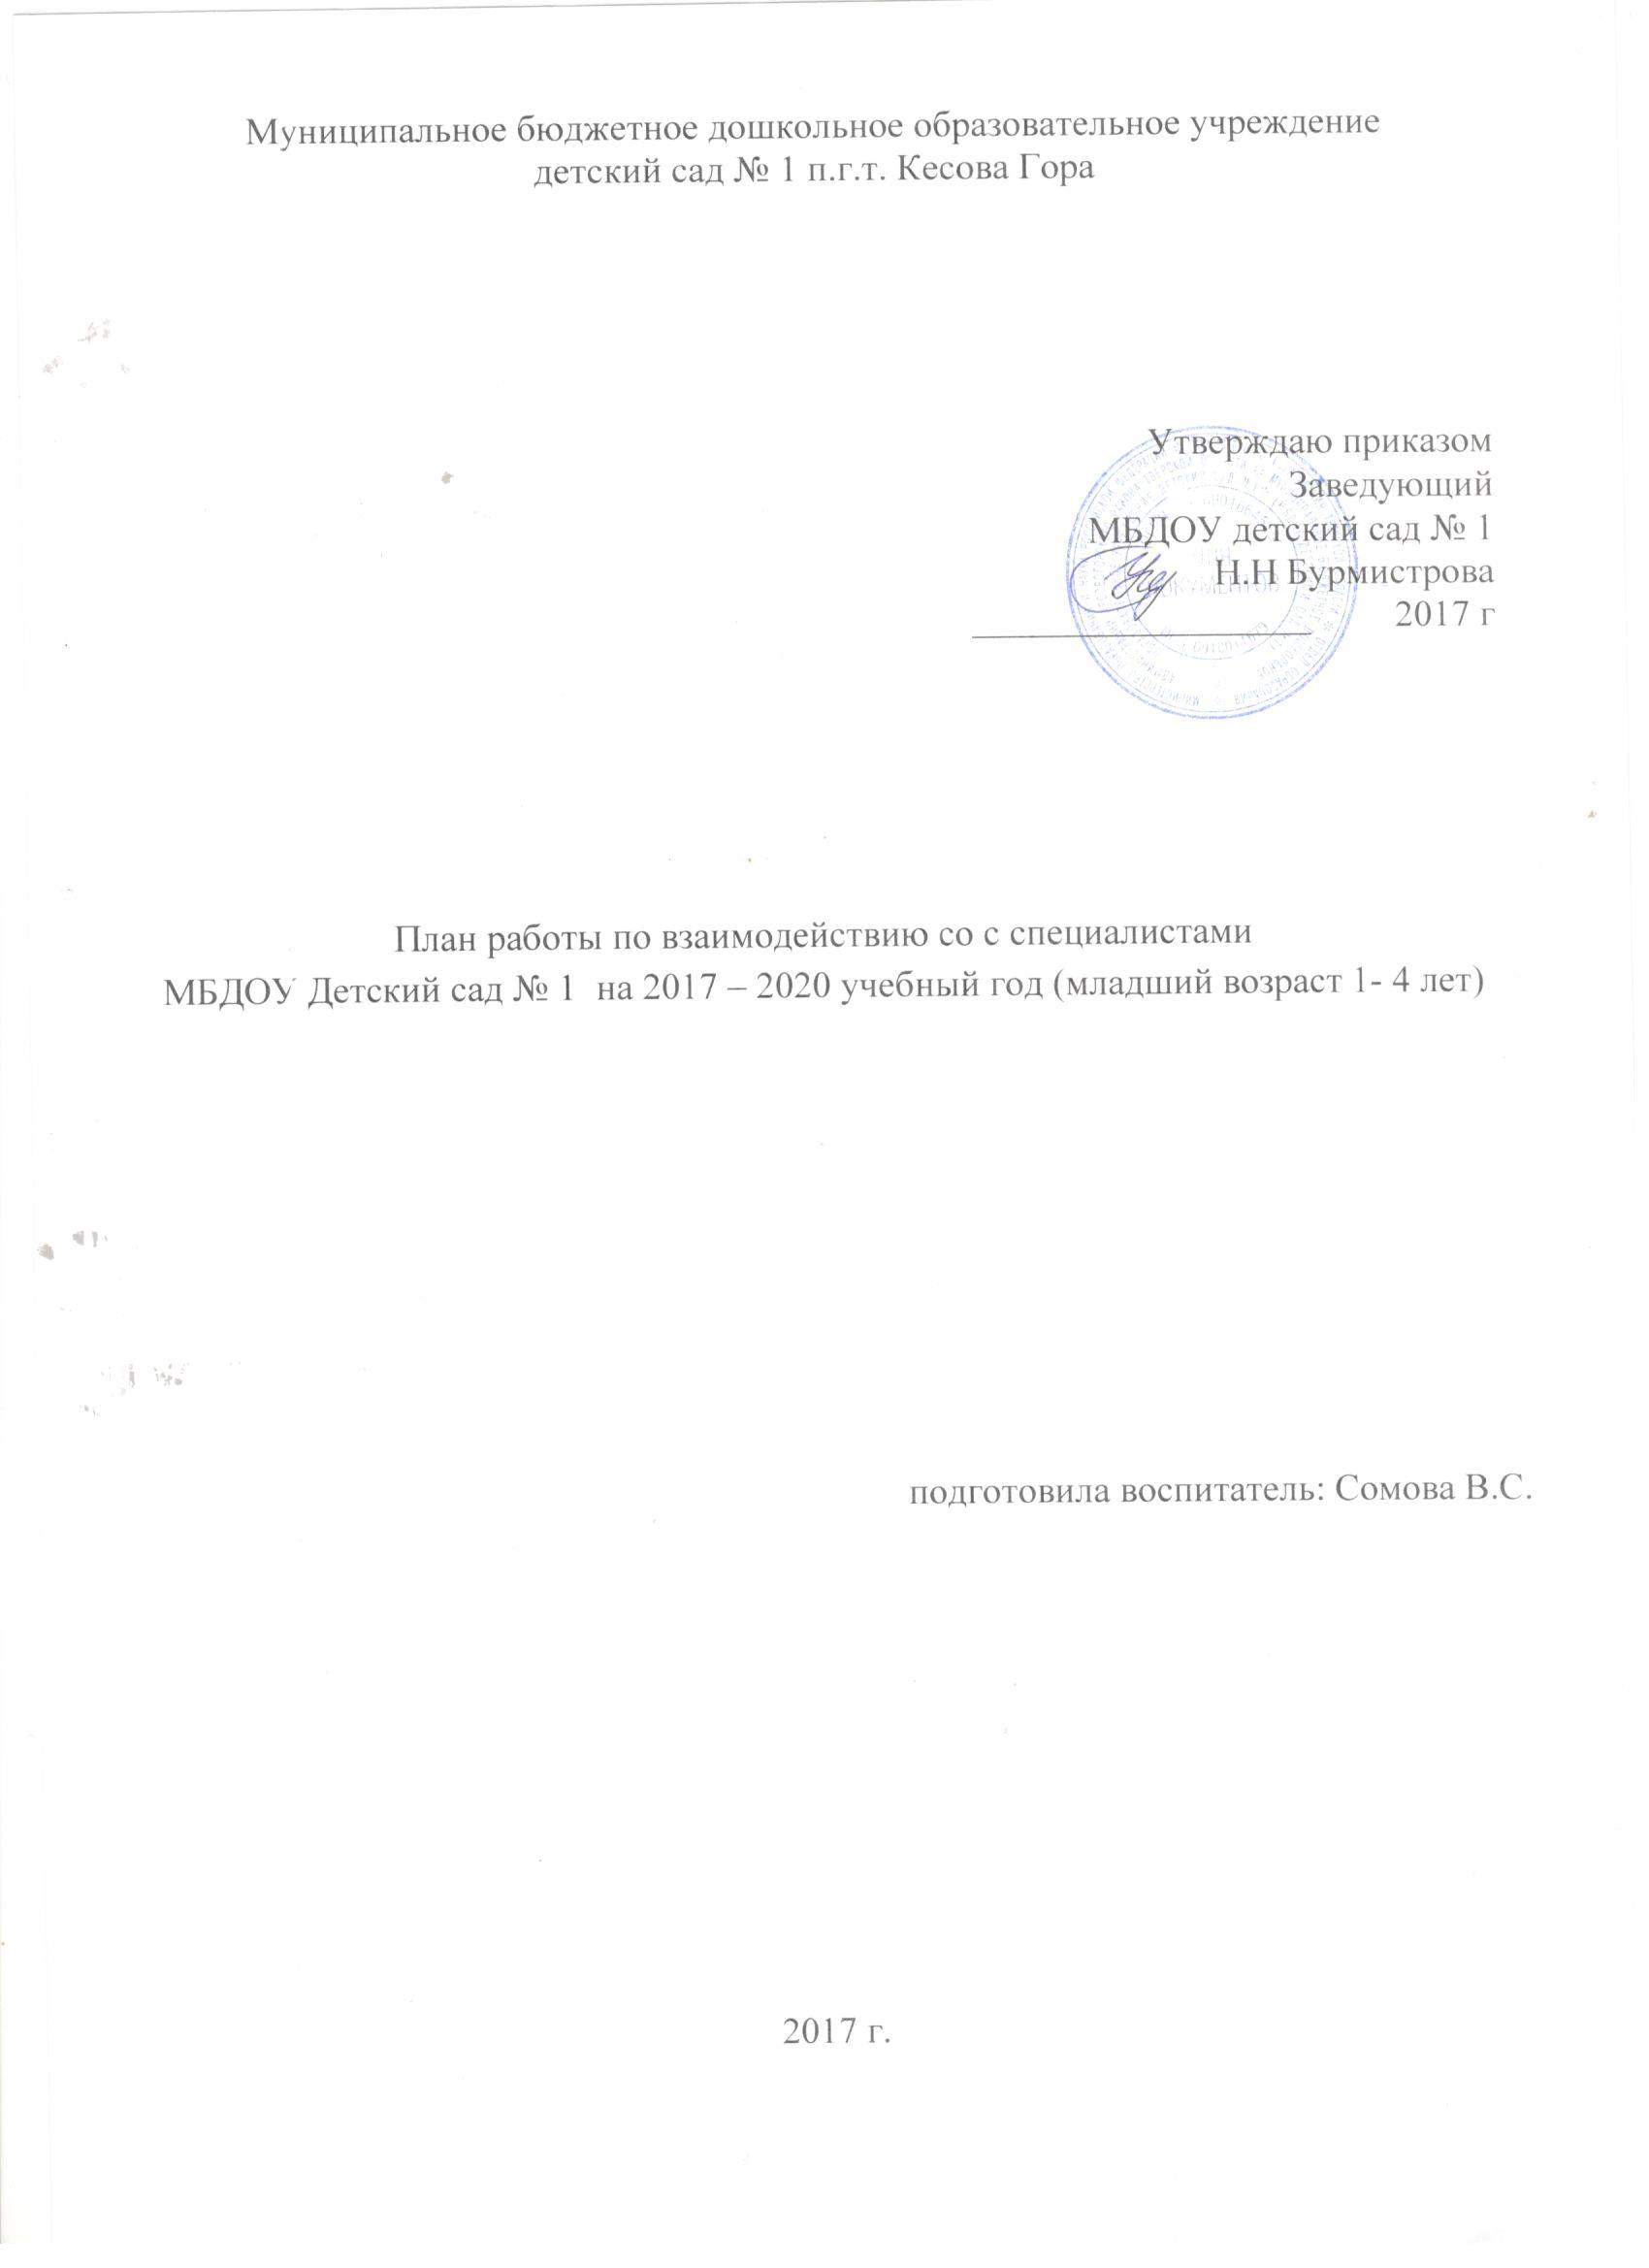 Муниципальное бюджетное дошкольное образовательное учреждение
детский сад № 1 п.г.т. Кесова Гора
Утверждаю приказом
Заведующий
МБДОУ детский сад № 1
Н.Н Бурмистрова
2017 г
План работы по взаимодействию со с специалистами
МБДОУ Детский сад № 1 на 2017 – 2020 учебный год (младший возраст 1- 4 лет)
подготовила воспитатель: Сомова В.С.
2017 г.